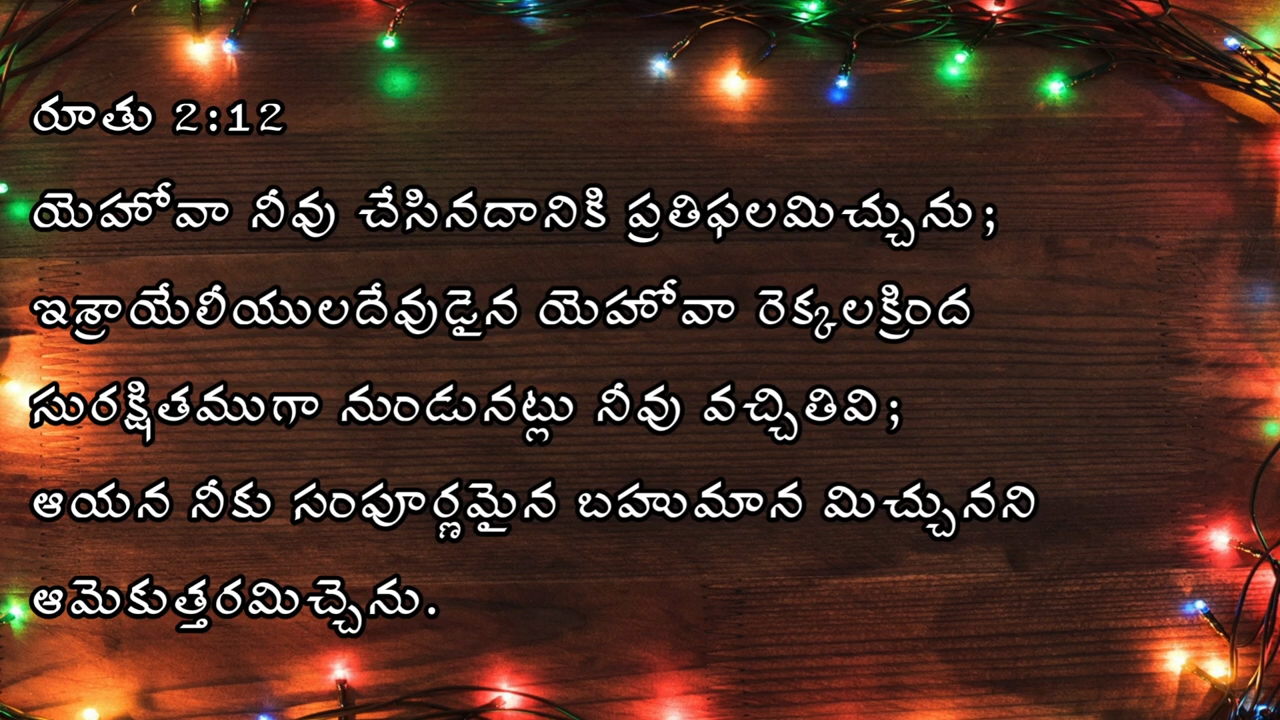 రూతు 2:12
యెహోవా నీవు చేసినదానికి ప్రతిఫలమిచ్చును;
ఇశ్రాయేలీయులదేవుడైన యెహోవా రెక్కలక్రింద
సురక్షితముగా నుండునట్లు నీవు వచ్చితివి;
ఆయన నీకు సంపూర్ణమైన బహుమాన మిచ్చునని
ఆమెకుత్తరమిచ్చెను.